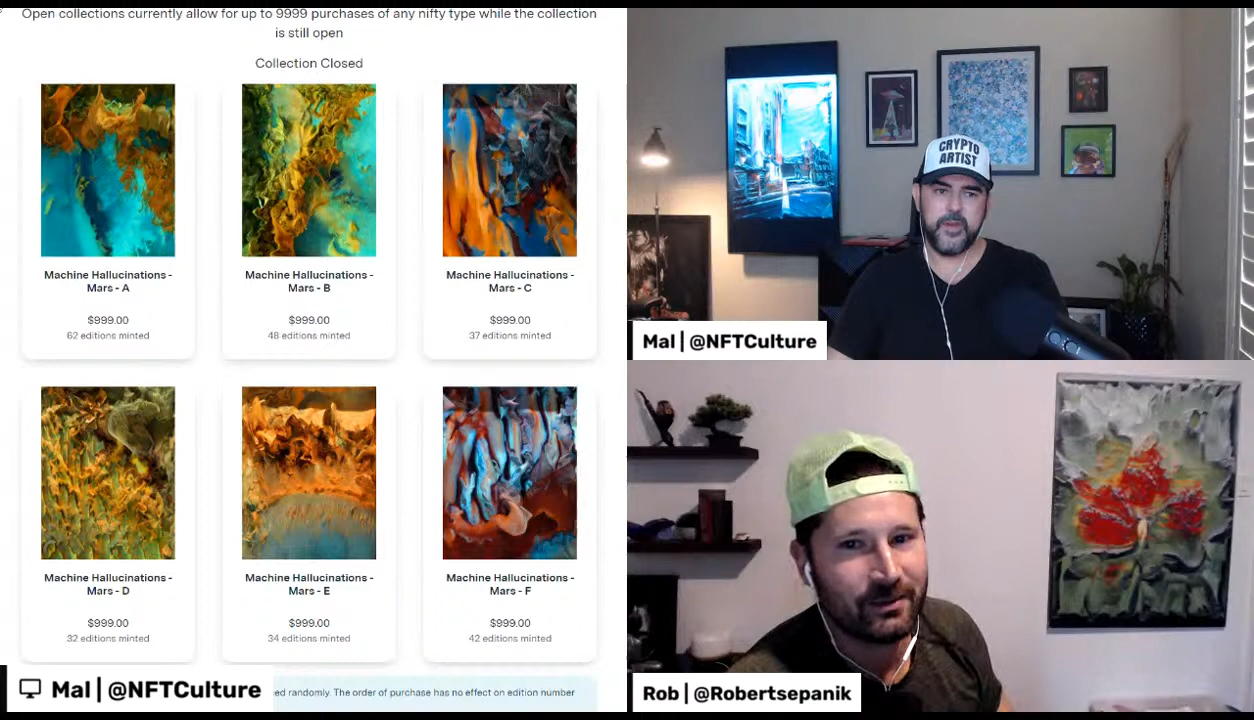 Open collections currently allow for up to 9999 purchases of any nifty type while the collection
is still open
Collection Closed
Machine Hallucinations -
Mars - A
$999.00
62 editions minted
Machine Hallucinations -
Mars - B
$999.00
48 editions minted
Machine Hallucinations -
Mars - C
$999.00
37 editions minted
Machine Hallucinations -
Mars - D
$999.00
32 editions minted
Machine Hallucinations -
Mars - E
$999.00
34 editions minted
Machine Hallucinations -
Mars - F
$999.00
42 editions minted
Mal | @NFTCulture
ed randomly. The order of purchase has no effect on edition number
CRYPTO
ARTIST
Mal | @NFTCulture
Rob | @Robertsepanik